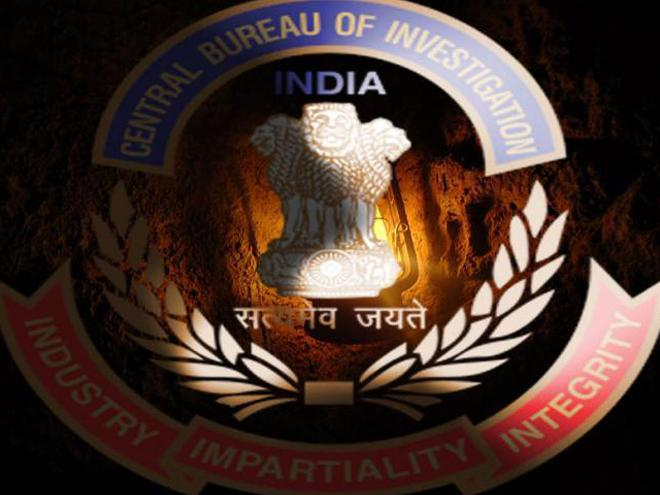 CENTRAL BUREAU OF INVESTIGATION
INDIA
सत्यमेव जयते
INDUSTRY IMPARTIALITY INTEGRITY